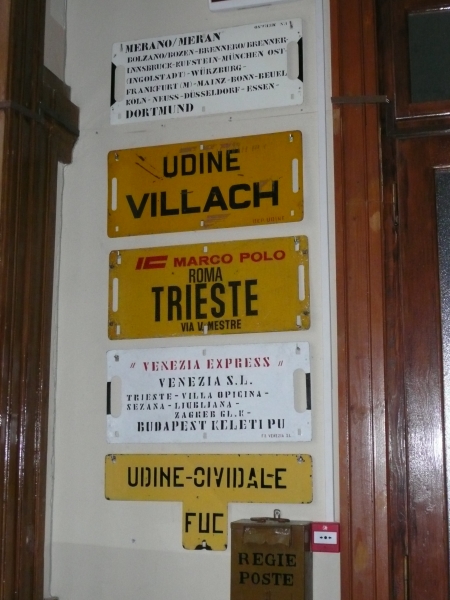 MERANO/MERAN
BOLZANO/BOZEN-BRENNERO/BRENNER-
INNSBRUCK-KUFSTEIN-MÜNCHEN OST
(INGOLSTADT)-WÜRZBURG-
FRANKFURT(M)-MAINZ-BONN-BEUEL
KÖLN-NEUSS-DÜSSELDORF-ESSEN-
DORTMUND
UDINE
VILLACH
IC MARCO POLO
ROMA
TRIESTE
VIA V. MESTRE
"VENEZIA EXPRESS"
VENEZIA S.L.
TRIESTE-VILLA OPICINA-
SEZANA-LJUBLJANA-
ZAGREB GL.K-
BUDAPEST KELETI PU
UDINE-CIVIDALE
FUC
REGIE
POSTE